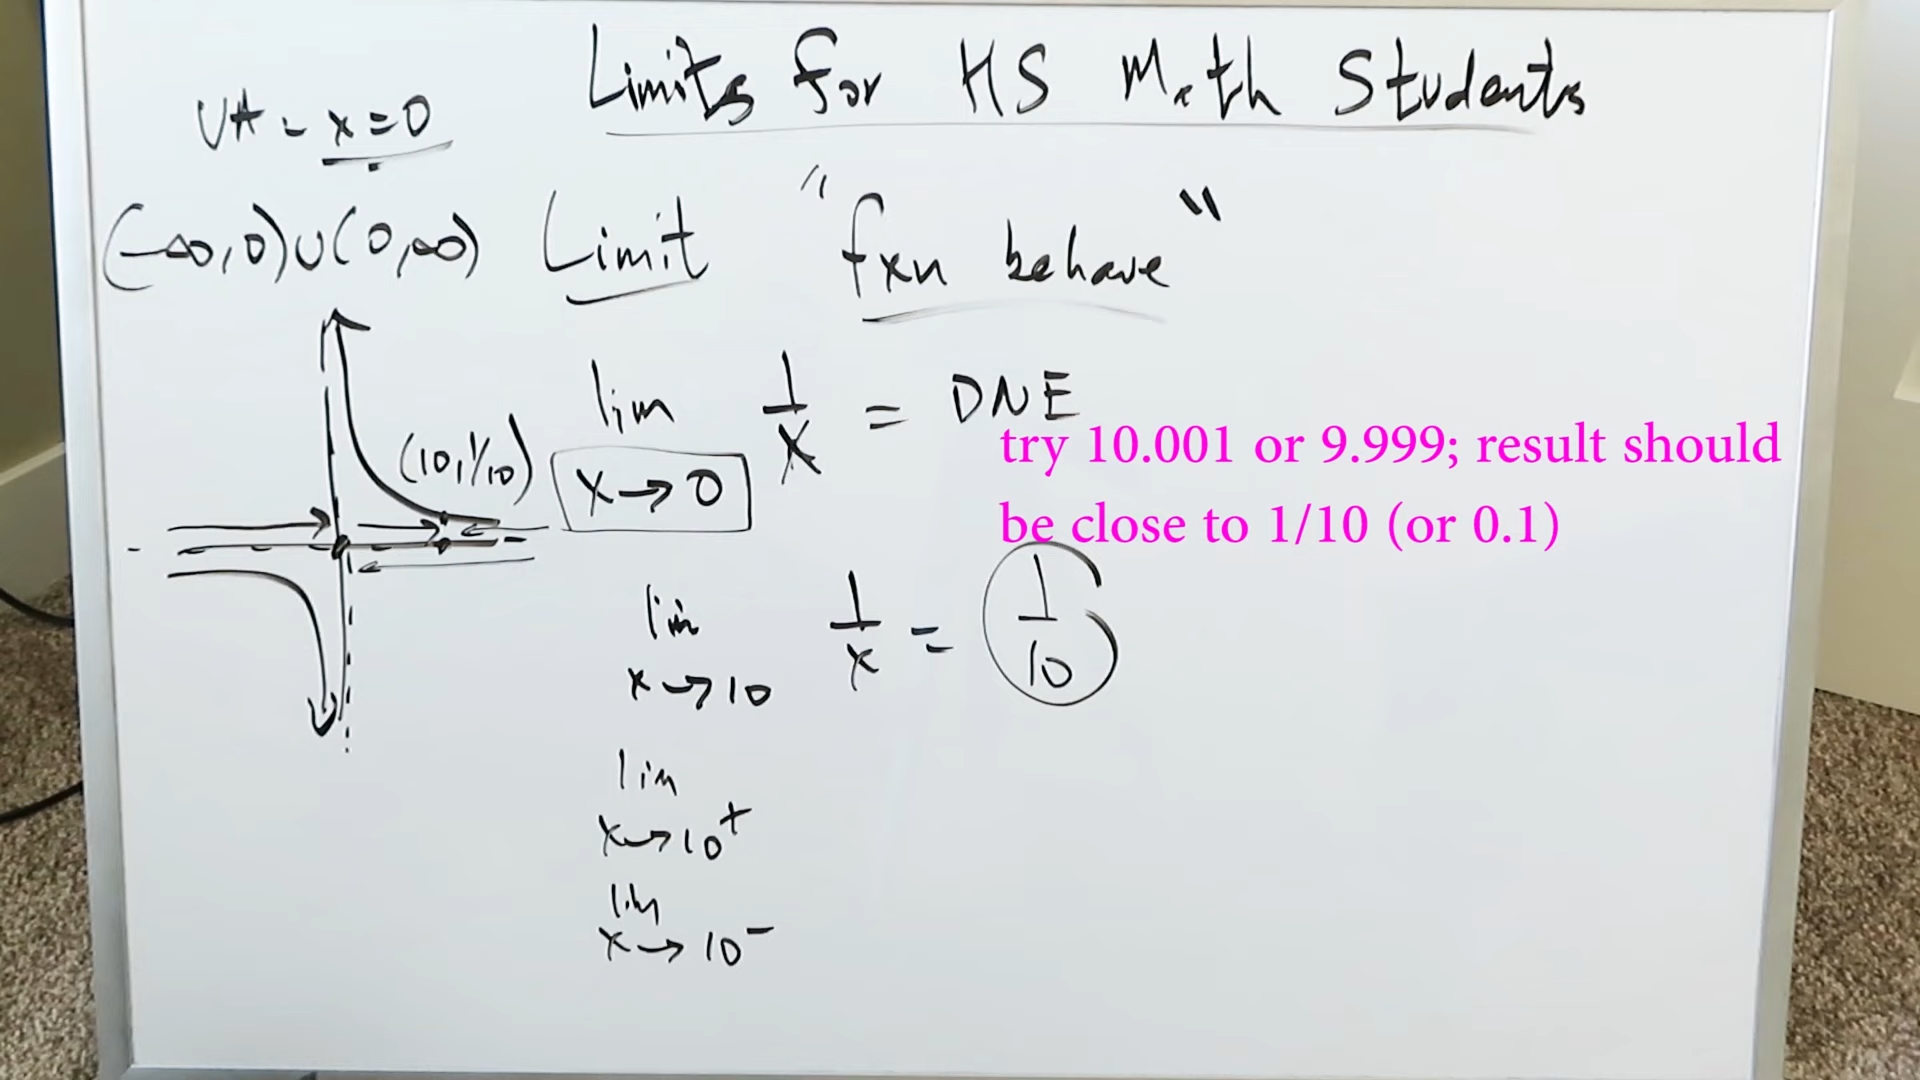 Limits for HS Math Students
VA - x=0
(-∞,0)∪(0,∞)
Limit "fxn behave"
lim 1/x = DNE
x→0
(10,1/10)
try 10.001 or 9.999; result should
be close to 1/10 (or 0.1)
lim 1/x = 1/10
x→10
lim
x→10⁺
lim
x→10⁻